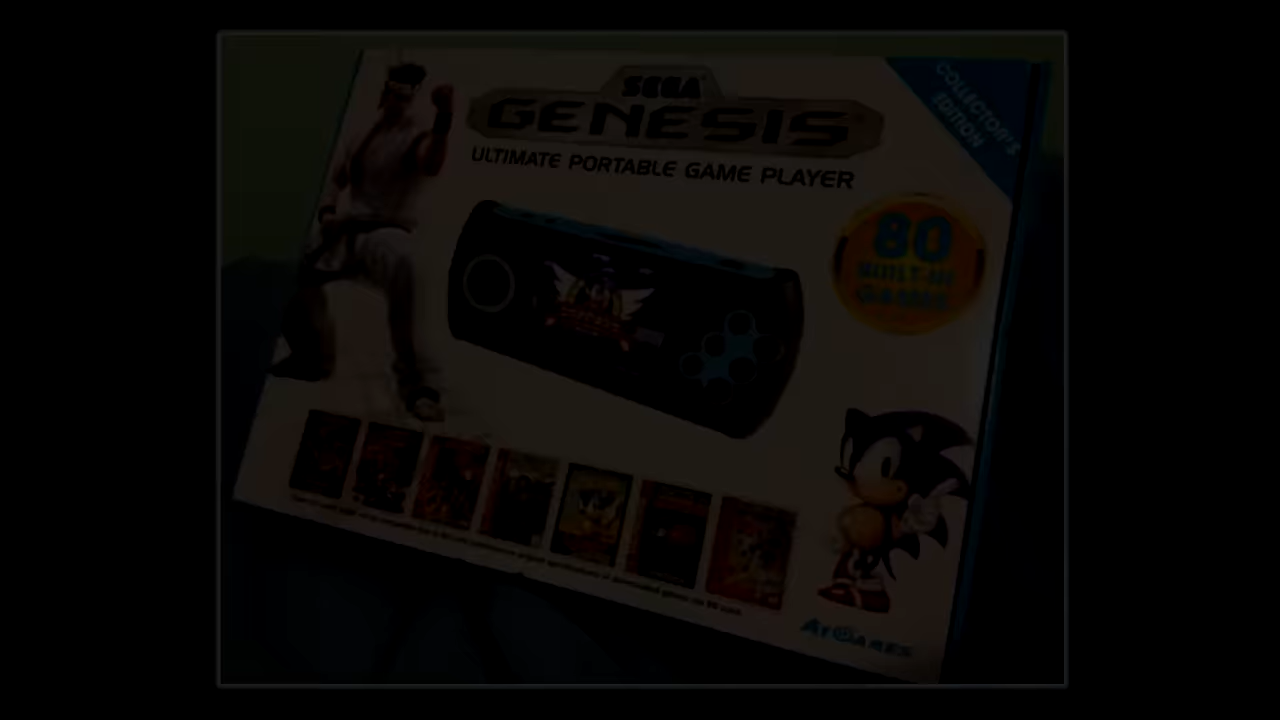 SEGA
GENESIS
ULTIMATE PORTABLE GAME PLAYER
COLLECTOR'S
EDITION
80
BUILT-IN
GAMES
AtGames